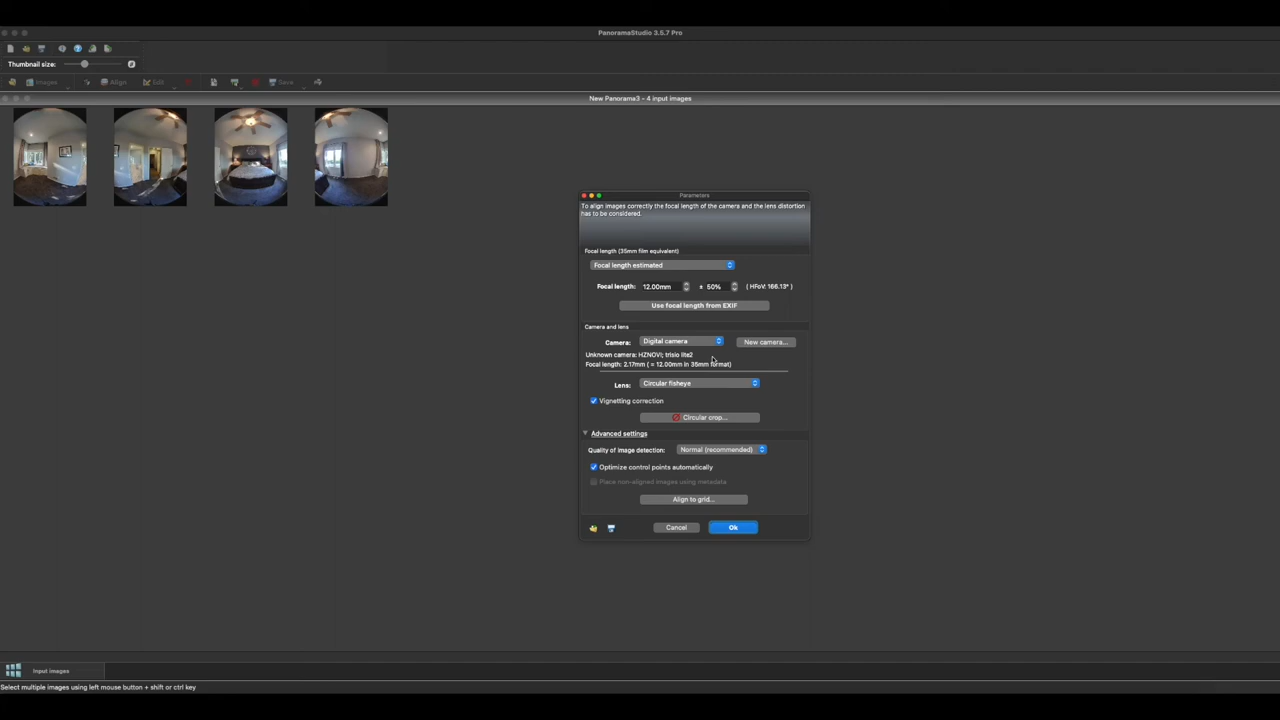 PanoramaStudio 3.5.7 Pro
Thumbnail size:
Images Align Edit Save
New Panorama3 - 4 input images
Parameters
To align images correctly the focal length of the camera and the lens distortion
has to be considered.
Focal length (35mm film equivalent)
Focal length estimated
Focal length: 12.00mm ± 50% ( HFoV: 166.13° )
Use focal length from EXIF
Camera and lens
Camera: Digital camera New camera...
Unknown camera: HZNOVI; trisio lite2
Focal length: 2.17mm ( = 12.00mm in 35mm format)
Lens: Circular fisheye
Vignetting correction
Circular crop...
Advanced settings
Quality of image detection: Normal (recommended)
Optimize control points automatically
Place non-aligned images using metadata
Align to grid...
Cancel Ok
Input images
Select multiple images using left mouse button + shift or ctrl key